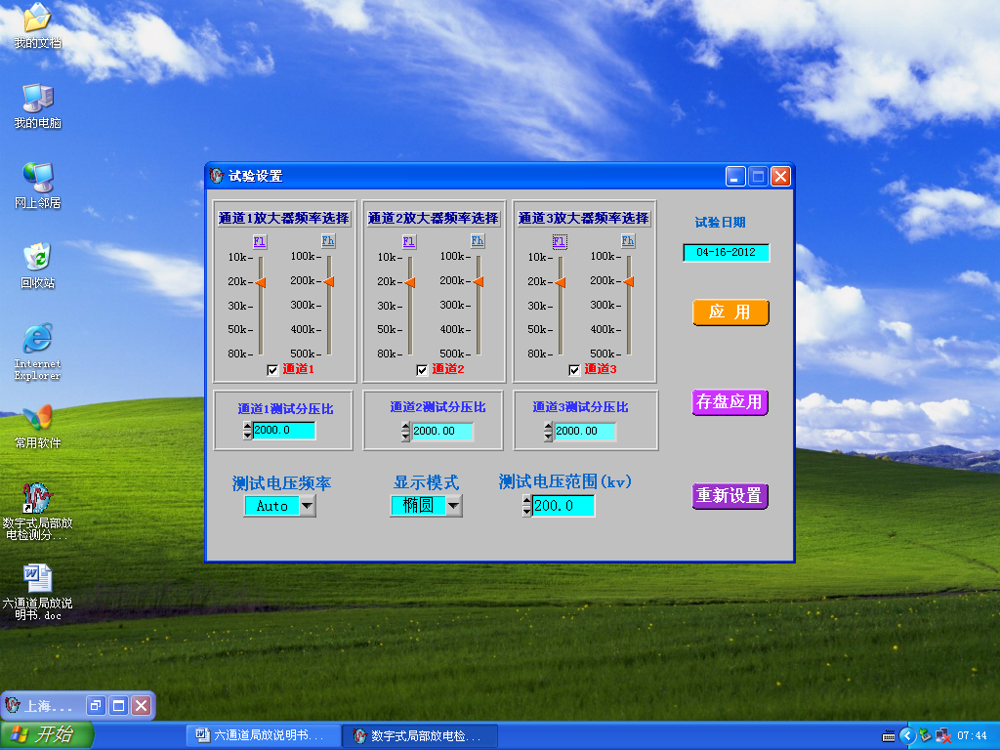 我的文档
我的电脑
网上邻居
回收站
Internet
Explorer
常用软件
数字式局部放
电检测分...
六通道局放说
明书.doc
试验设置
通道1放大器频率选择
Fl
Fh
10k
20k
30k
50k
80k
100k
200k
300k
400k
500k
通道1
通道2放大器频率选择
Fl
Fh
10k
20k
30k
50k
80k
100k
200k
300k
400k
500k
通道2
通道3放大器频率选择
Fl
Fh
10k
20k
30k
50k
80k
100k
200k
300k
400k
500k
通道3
试验日期
04-16-2012
应 用
存盘应用
重新设置
通道1测试分压比
2000.0
通道2测试分压比
2000.00
通道3测试分压比
2000.00
测试电压频率
Auto
显示模式
椭圆
测试电压范围(kv)
200.0
上海...
开始
六通道局放说明书...
数字式局部放电检...
07:44